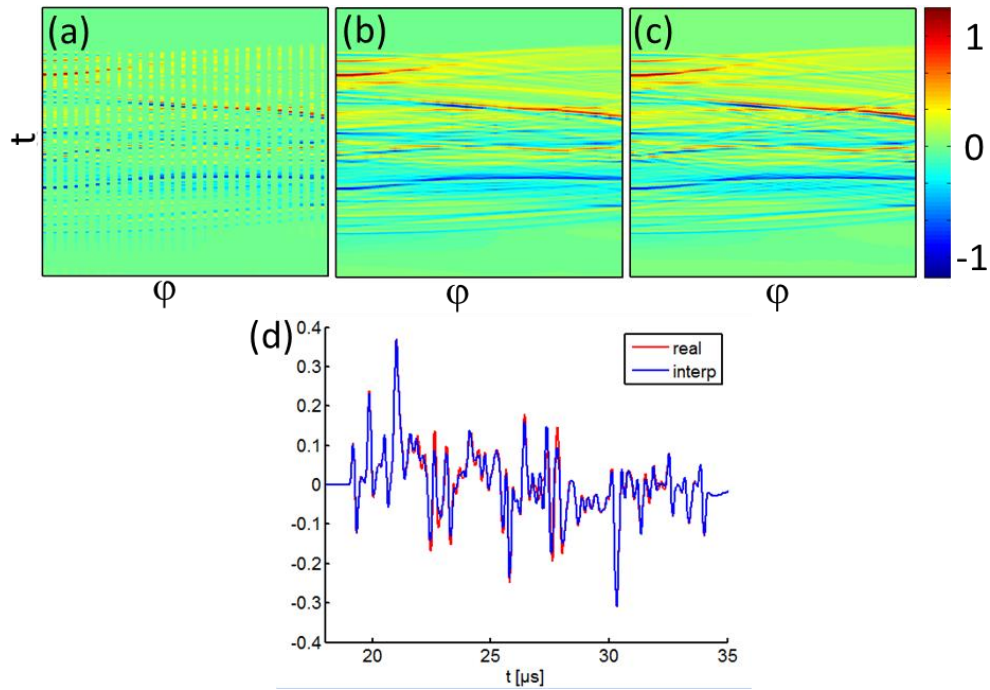 (a)
(b)
(c)
1
0
-1
t
φ
φ
φ
(d)
0.4
0.3
0.2
0.1
0
-0.1
-0.2
-0.3
-0.4
real
interp
20
25
30
35
t [µs]